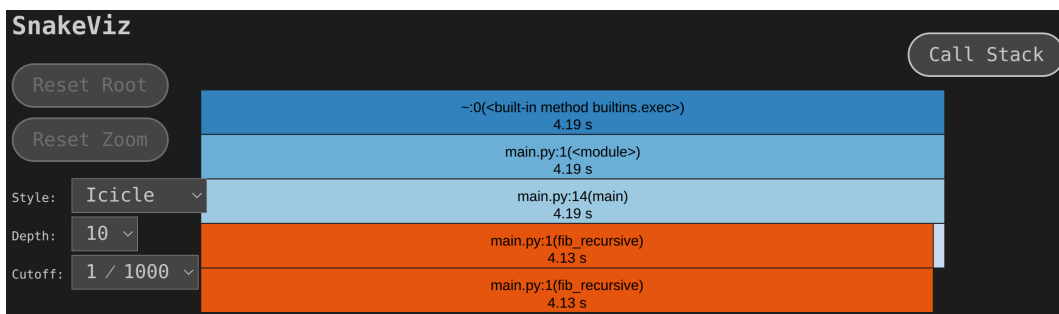 SnakeViz
Call Stack
Reset Root
Reset Zoom
Style: Icicle
Depth: 10
Cutoff: 1 / 1000
~:0(<built-in method builtins.exec>)
4.19 s
main.py:1(<module>)
4.19 s
main.py:14(main)
4.19 s
main.py:1(fib_recursive)
4.13 s
main.py:1(fib_recursive)
4.13 s